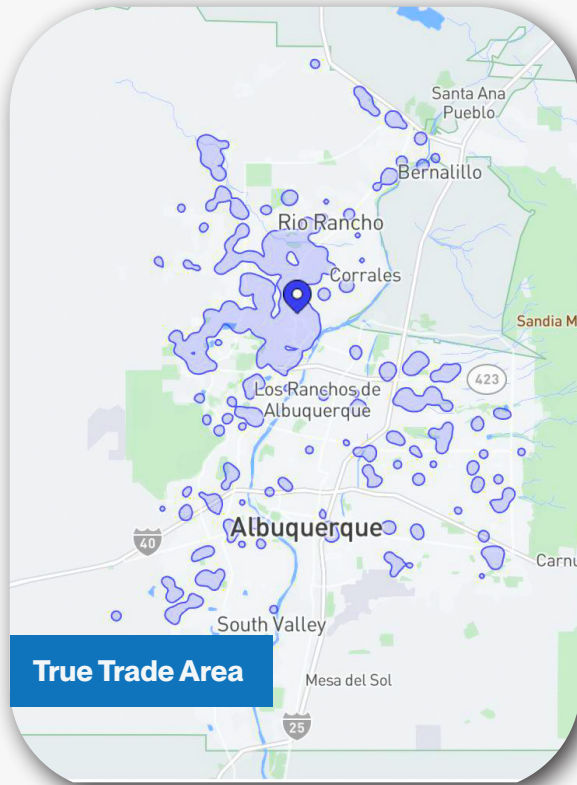 Santa Ana
Pueblo
Bernalillo
Rio Rancho
Corrales
Sandia M
423
Los Ranchos de
Albuquerque
Albuquerque
40
Carnu
South Valley
True Trade Area
Mesa del Sol
25